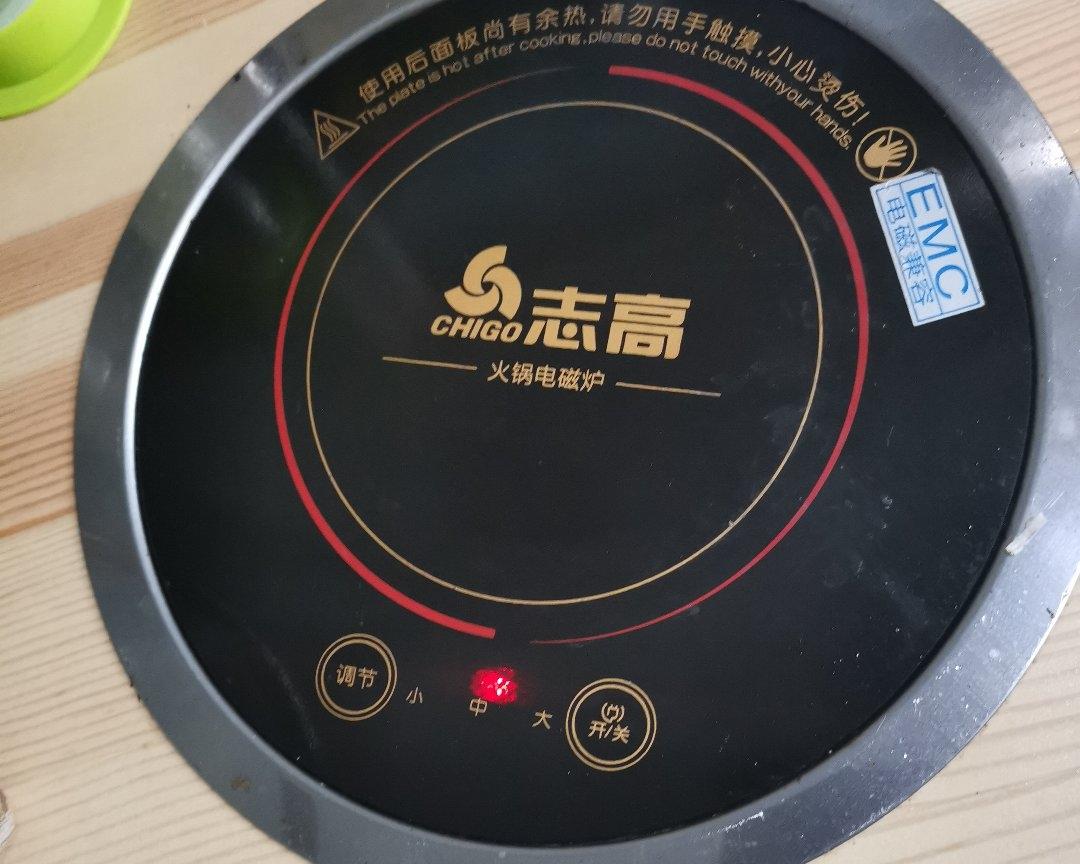 使用后面板尚有余热,请勿用手触摸,小心烫伤!
The plate is hot after cooking,please do not touch withyour hands.
EMC
电磁兼容
CHIGO志高
火锅电磁炉
调节 小 中 大 开/关